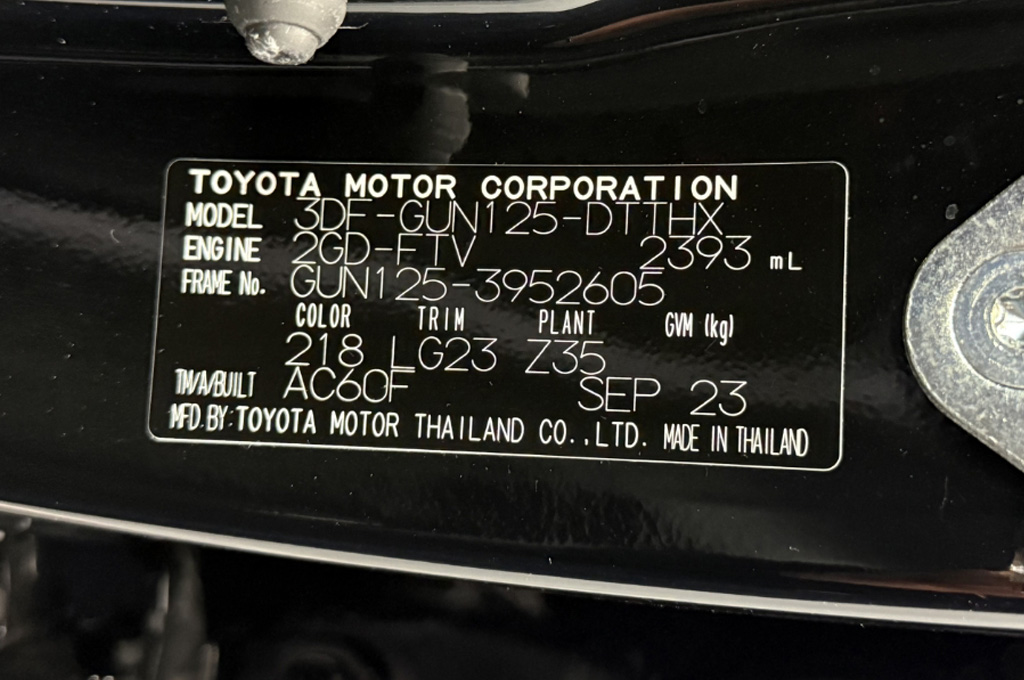 TOYOTA MOTOR CORPORATION
MODEL 3DF-GUN125-DTTHX
ENGINE 2GD-FTV 2393 mL
FRAME No. GUN125-3952605
COLOR TRIM PLANT GVM (kg)
218 LG23 Z35
TM/A/BUILT AC60F SEP 23
MFD.BY:TOYOTA MOTOR THAILAND CO.,LTD. MADE IN THAILAND